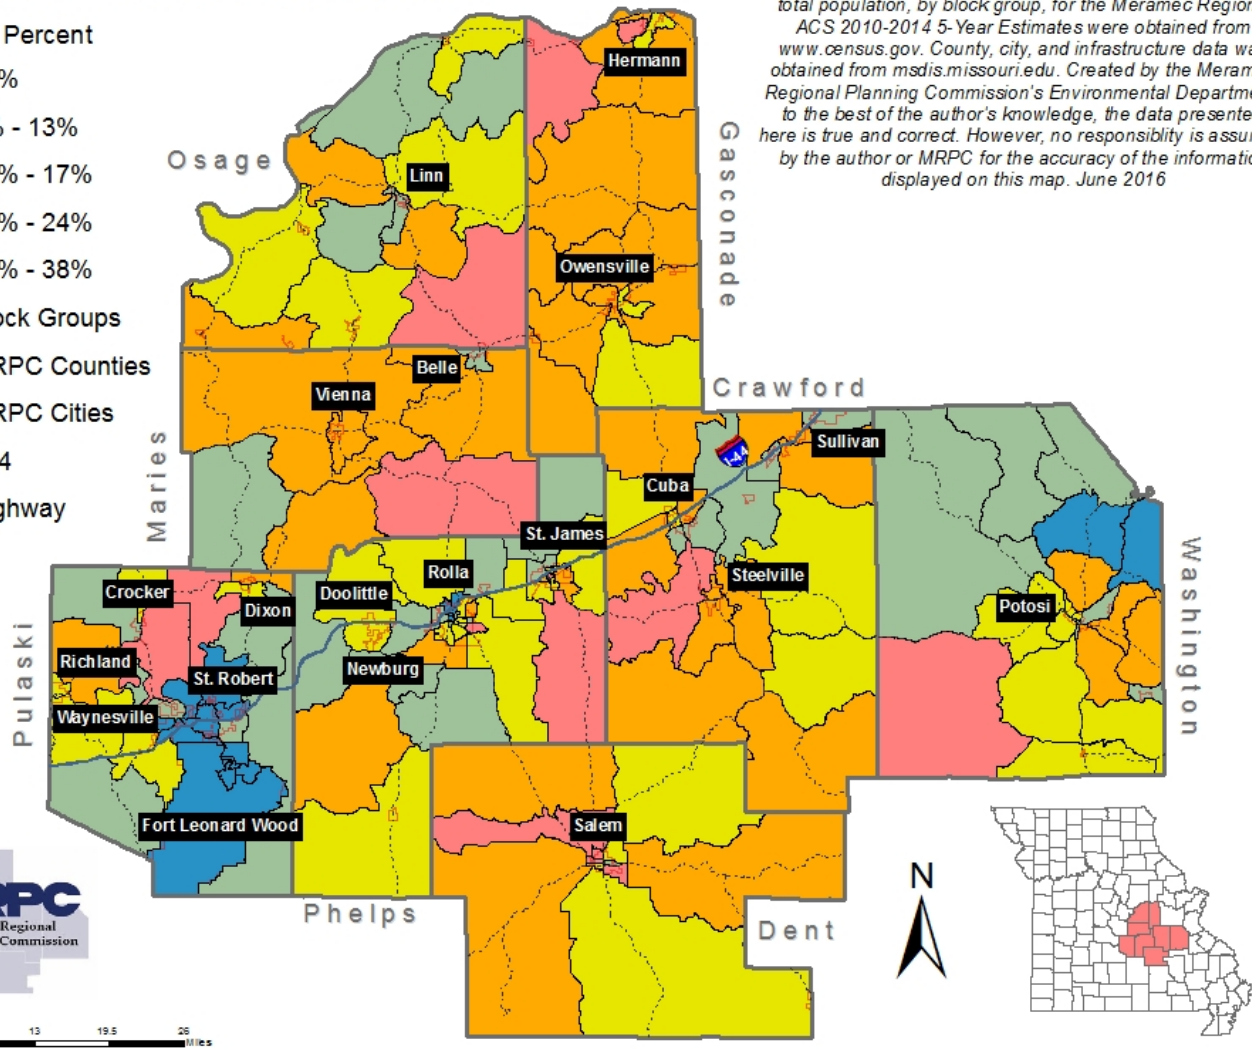 Percent
%
- 13%
% - 17%
% - 24%
% - 38%
ock Groups
RPC Counties
RPC Cities
4
ghway
total population, by block group, for the Meramec Region
ACS 2010-2014 5-Year Estimates were obtained from
www.census.gov. County, city, and infrastructure data wa
obtained from msdis.missouri.edu. Created by the Meram
Regional Planning Commission's Environmental Departme
to the best of the author's knowledge, the data presente
here is true and correct. However, no responsiblity is assu
by the author or MRPC for the accuracy of the informatio
displayed on this map. June 2016
Hermann
Osage
Linn
Gasconade
Owensville
Belle
Vienna
Crawford
Sullivan
I-44
Maries
Cuba
St. James
Rolla
Steelville
Crocker
Doolittle
Dixon
Potosi
Washington
Richland
Newburg
St. Robert
Pulaski
Waynesville
Fort Leonard Wood
Salem
Phelps
Dent
N
RPC
Regional
Commission
13 19.5 26
Miles